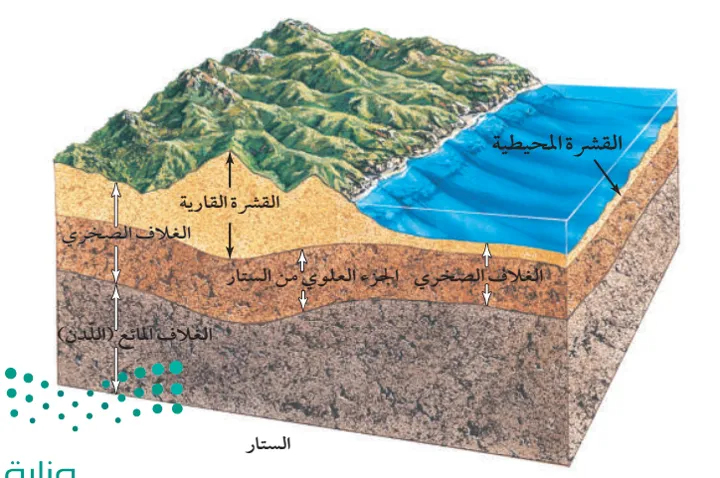 القشرة المحيطية
القشرة القارية
الغلاف الصخري
الجزء العلوي من الستار
الغلاف الصخري
الغلاف المائع (اللدن)
الستار